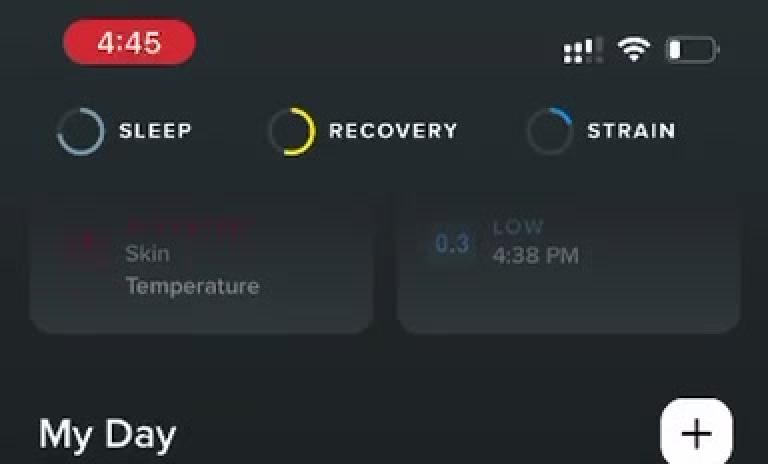 4:45
SLEEP RECOVERY STRAIN
Skin
Temperature
0.3 LOW
4:38 PM
My Day